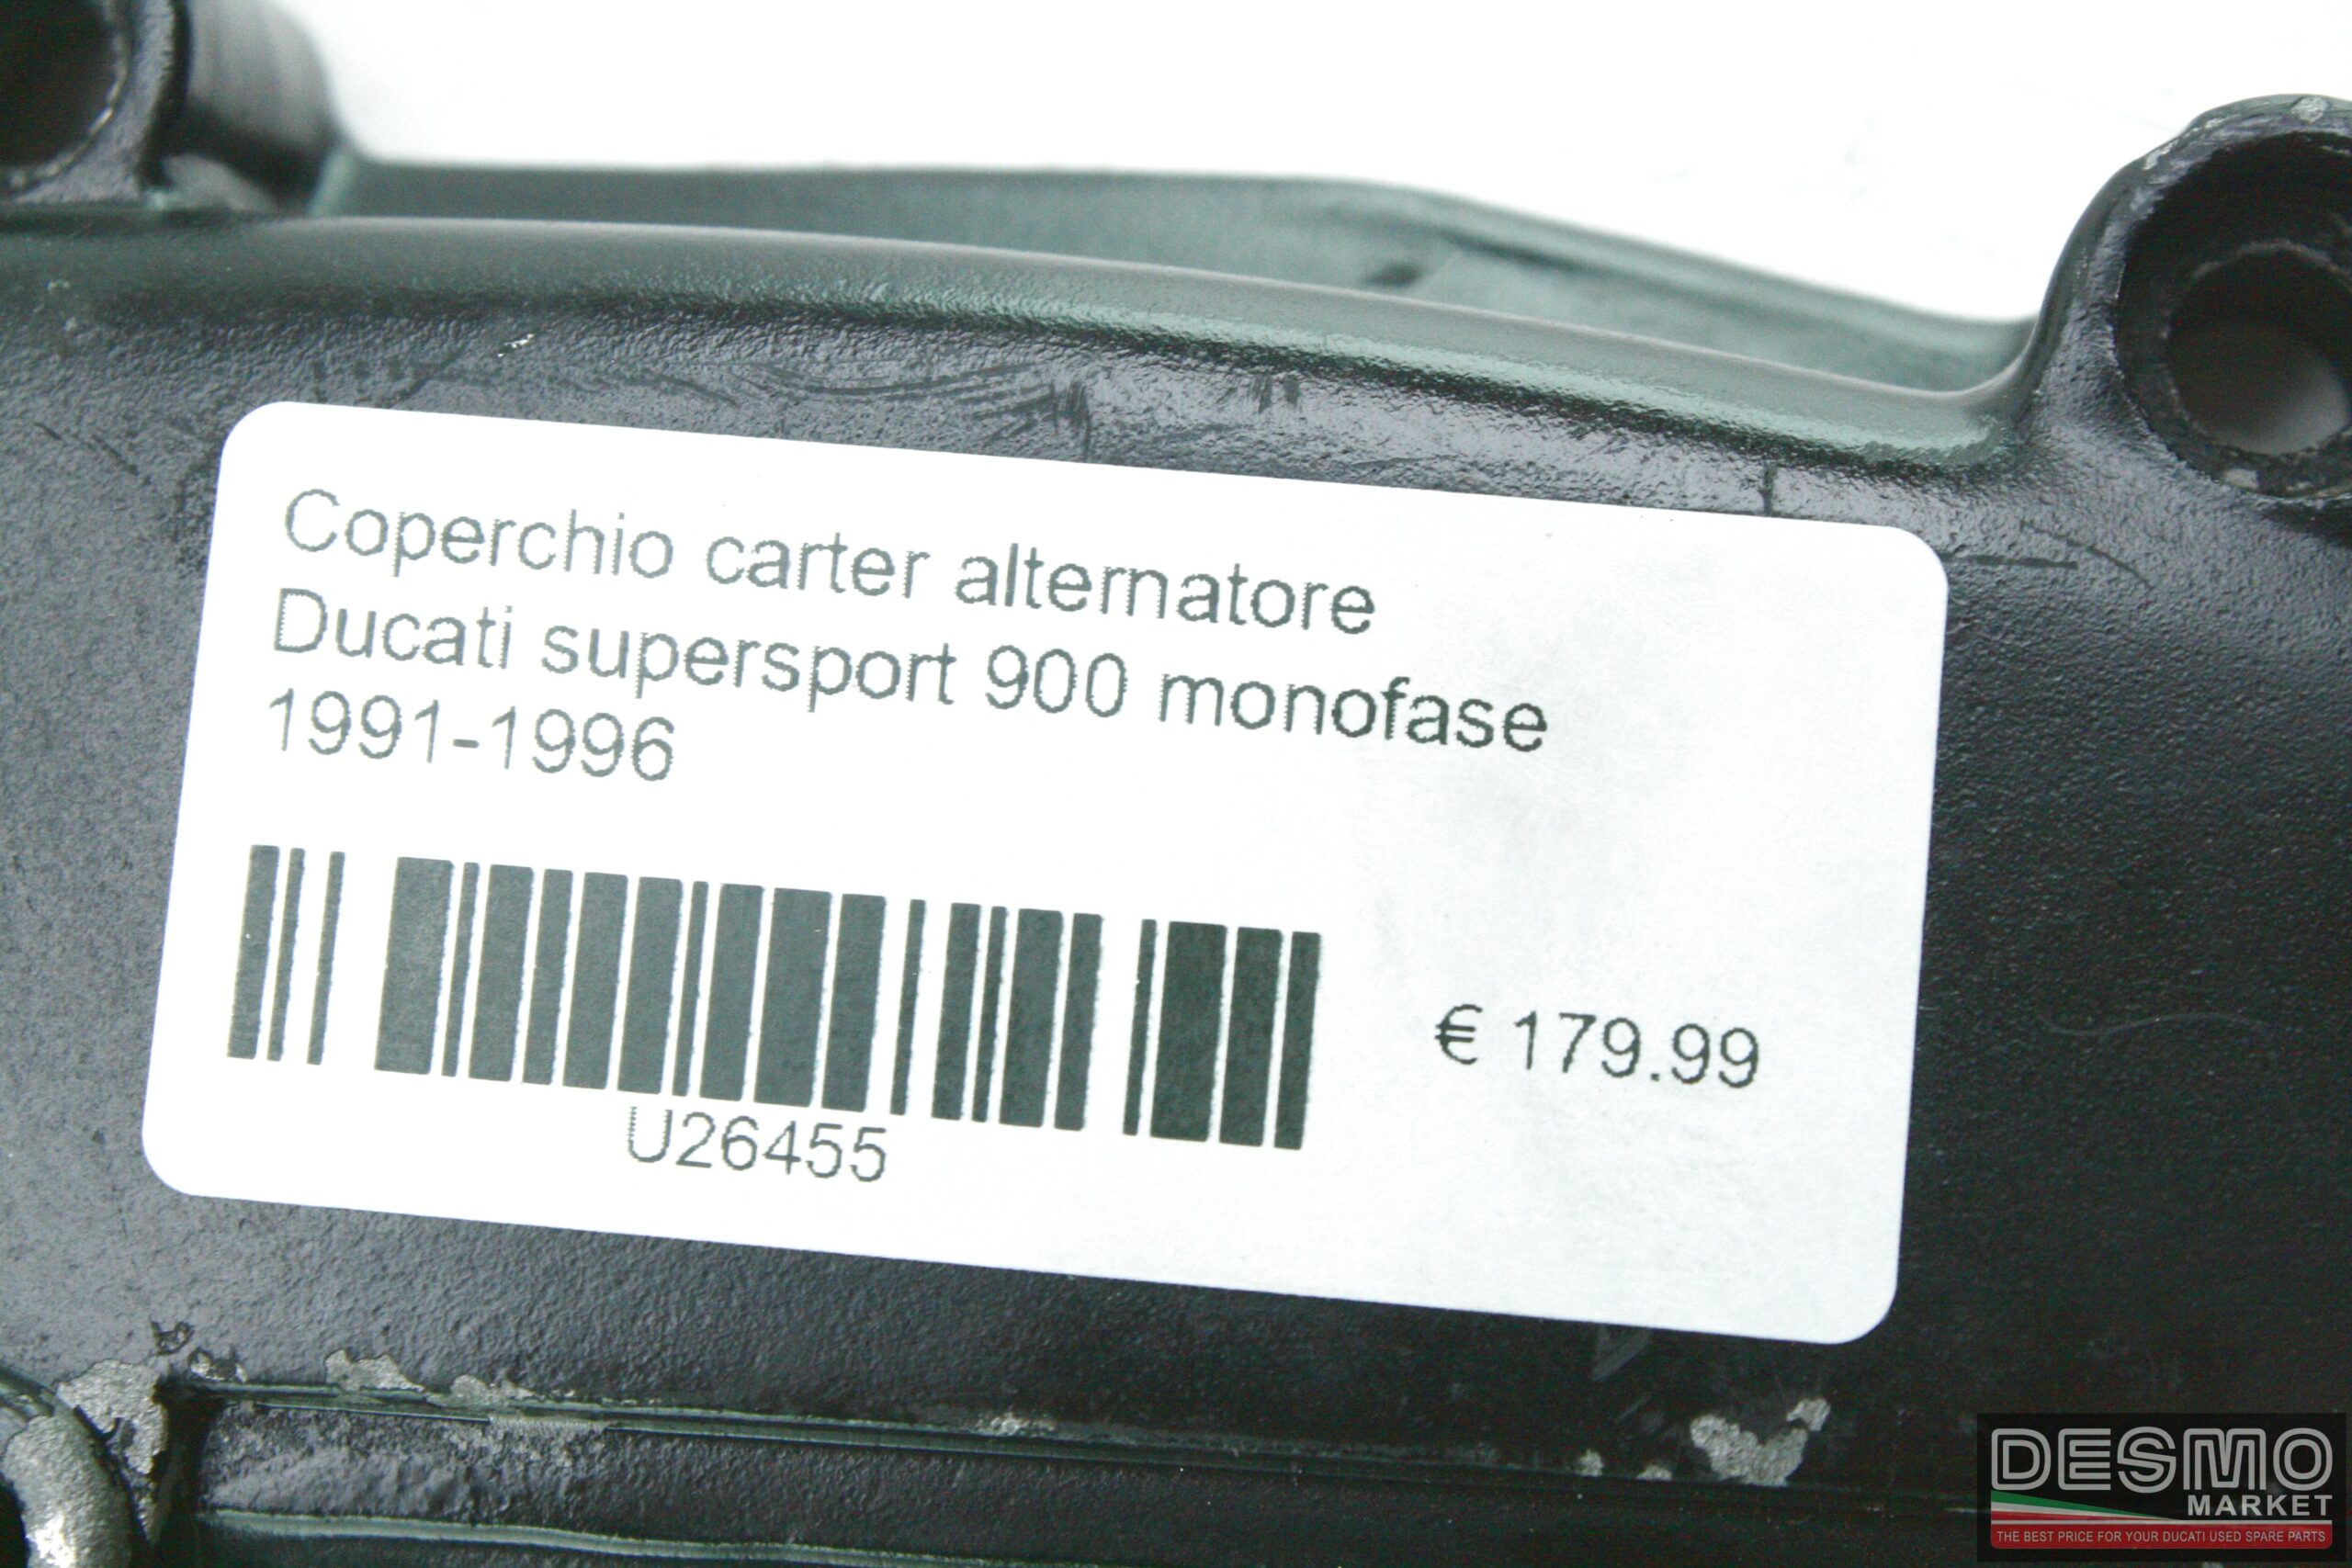 Coperchio carter alternatore
Ducati supersport 900 monofase
1991-1996
€ 179.99
U26455
DESMO
MARKET
THE BEST PRICE FOR YOUR DUCATI USED SPARE PARTS